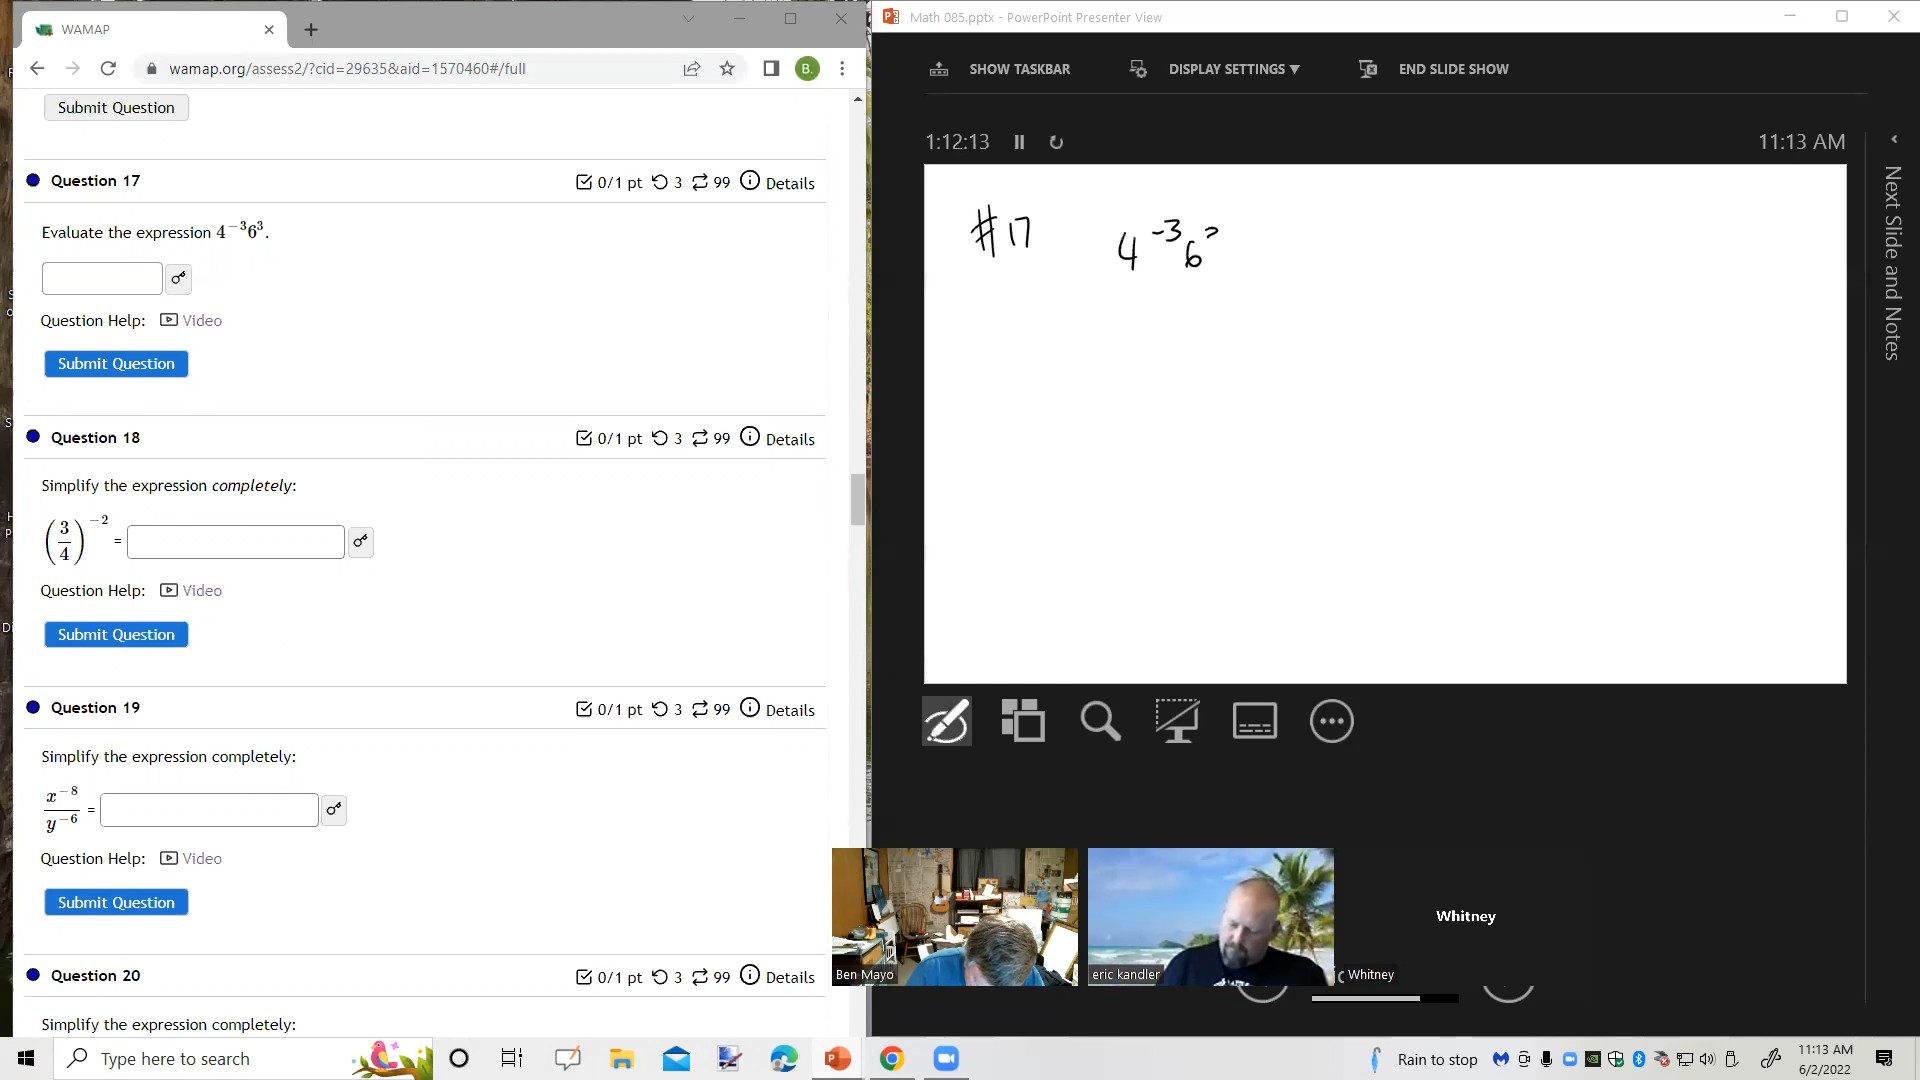 WAMAP
wamap.org/assess2/?cid=29635&aid=1570460#/full
B.
Submit Question
Question 17
0/1 pt 3 99 Details
Evaluate the expression 4⁻³6³.
Question Help: Video
Submit Question
Question 18
0/1 pt 3 99 Details
Simplify the expression completely:
(3/4)⁻² =
Question Help: Video
Submit Question
Question 19
0/1 pt 3 99 Details
Simplify the expression completely:
x⁻⁸/y⁻⁶ =
Question Help: Video
Submit Question
Question 20
0/1 pt 3 99 Details
Simplify the expression completely:
Math 085.pptx - PowerPoint Presenter View
SHOW TASKBAR DISPLAY SETTINGS ▼ END SLIDE SHOW
1:12:13 11:13 AM
Next Slide and Notes
#17 4⁻³6
Ben Mayo
eric kandler
Whitney
Whitney
Type here to search
Rain to stop
11:13 AM
6/2/2022